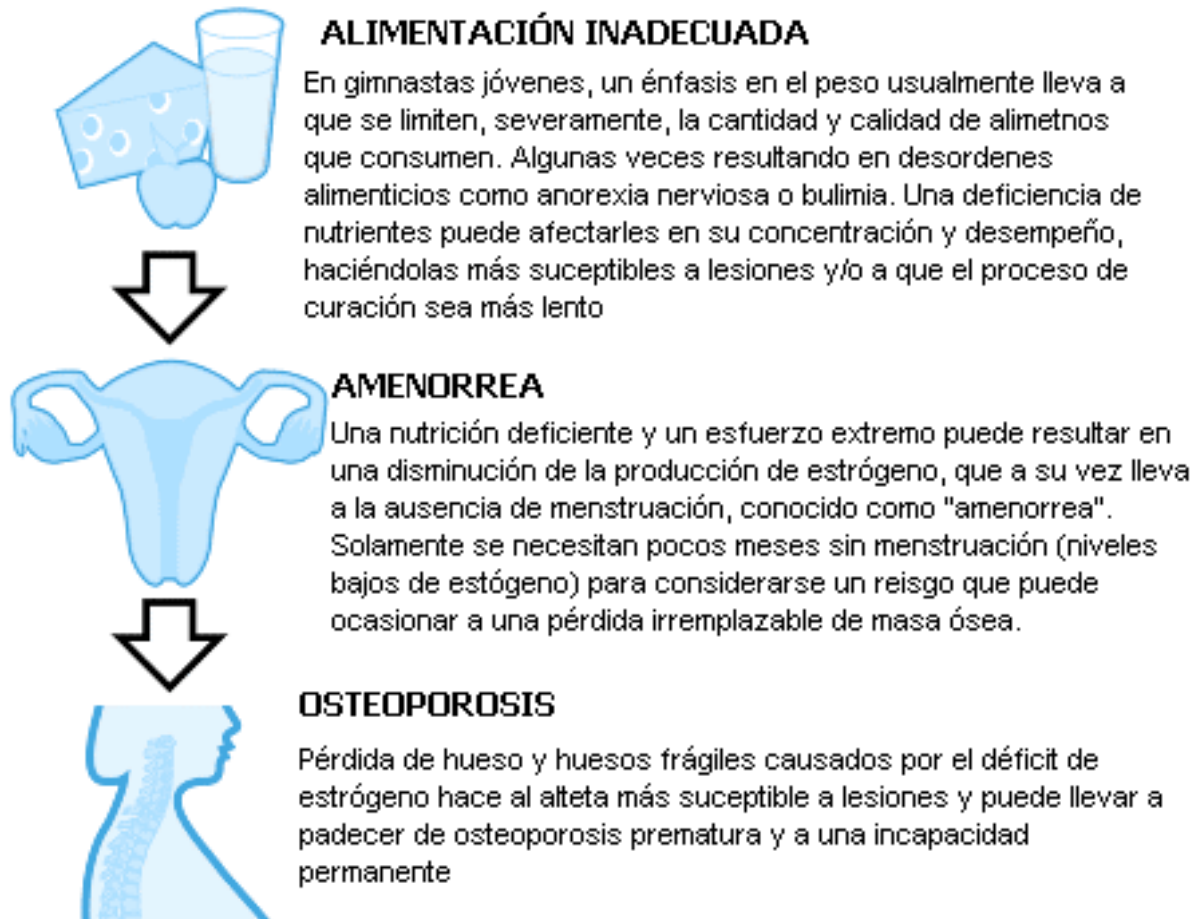 ALIMENTACIÓN INADECUADA
En gimnastas jóvenes, un énfasis en el peso usualmente lleva a
que se limiten, severamente, la cantidad y calidad de alimetnos
que consumen. Algunas veces resultando en desordenes
alimenticios como anorexia nerviosa o bulimia. Una deficiencia de
nutrientes puede afectarles en su concentración y desempeño,
haciéndolas más suceptibles a lesiones y/o a que el proceso de
curación sea más lento
AMENORREA
Una nutrición deficiente y un esfuerzo extremo puede resultar en
una disminución de la producción de estrógeno, que a su vez lleva
a la ausencia de menstruación, conocido como "amenorrea".
Solamente se necesitan pocos meses sin menstruación (niveles
bajos de estógeno) para considerarse un reisgo que puede
ocasionar a una pérdida irremplazable de masa ósea.
OSTEOPOROSIS
Pérdida de hueso y huesos frágiles causados por el déficit de
estrógeno hace al alteta más suceptible a lesiones y puede llevar a
padecer de osteoporosis prematura y a una incapacidad
permanente